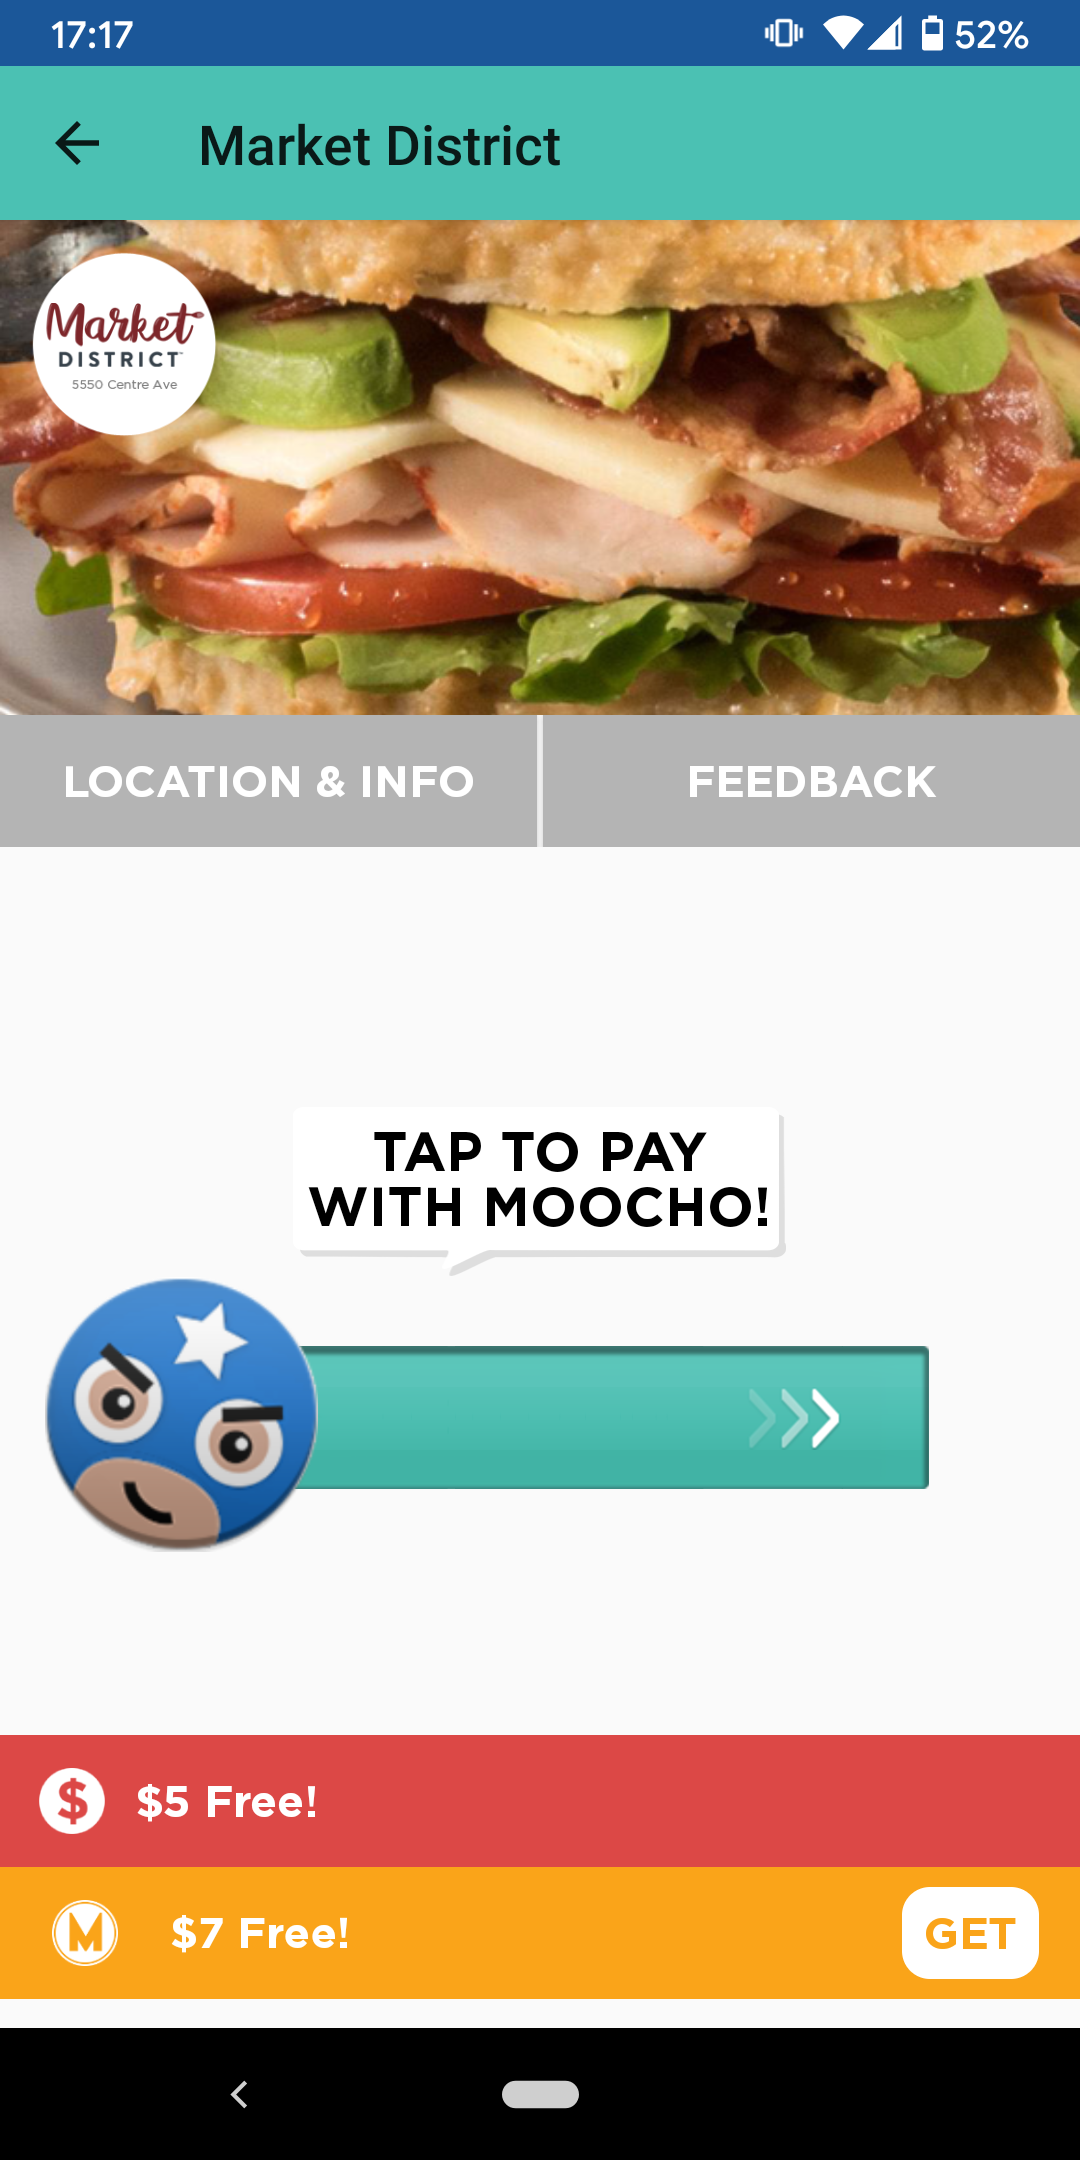 17:17
52%
Market District
Market
DISTRICT
5550 Centre Ave
LOCATION & INFO
FEEDBACK
TAP TO PAY
WITH MOOCHO!
$
$5 Free!
M
$7 Free!
GET